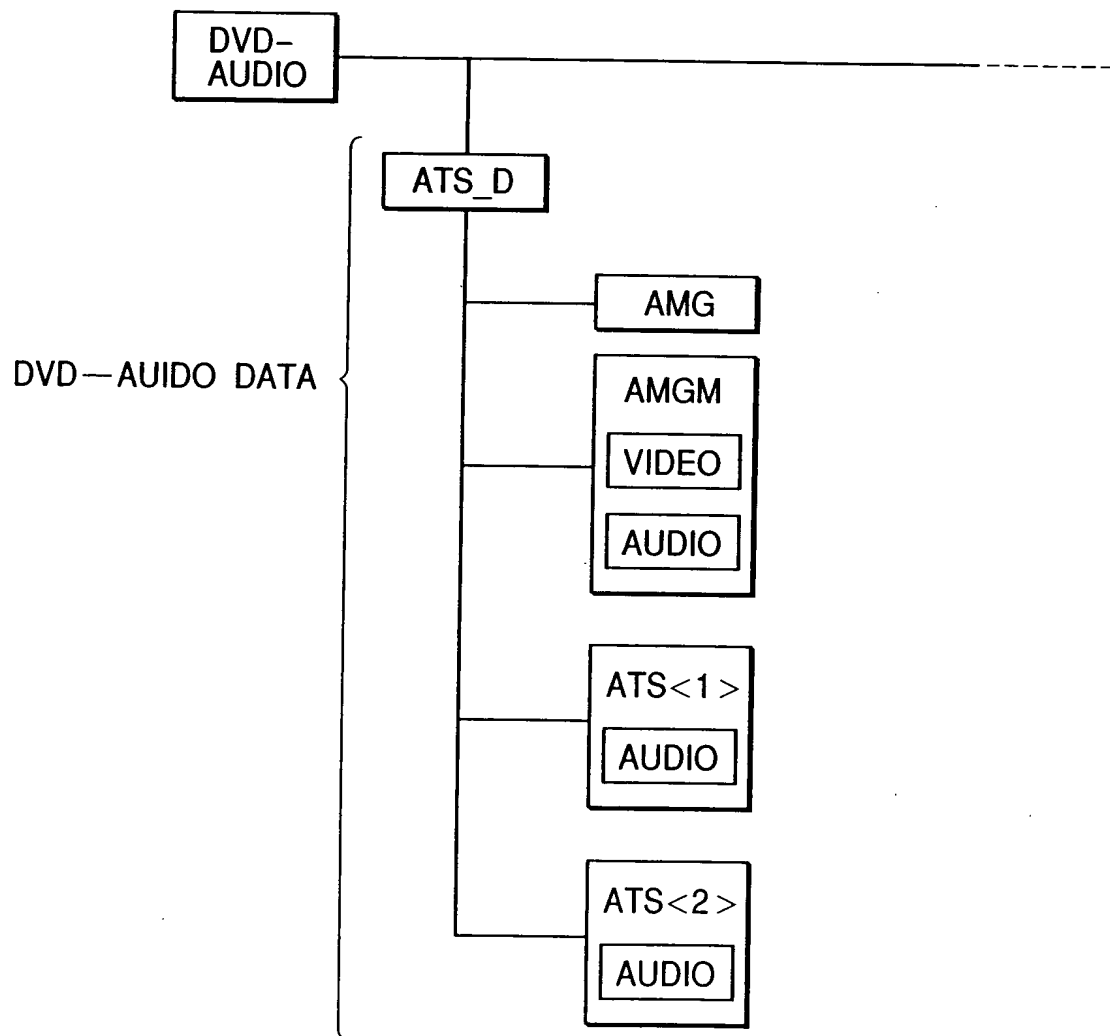 DVD-
AUDIO
ATS_D
AMG
DVD—AUIDO DATA
AMGM
VIDEO
AUDIO
ATS<1>
AUDIO
ATS<2>
AUDIO